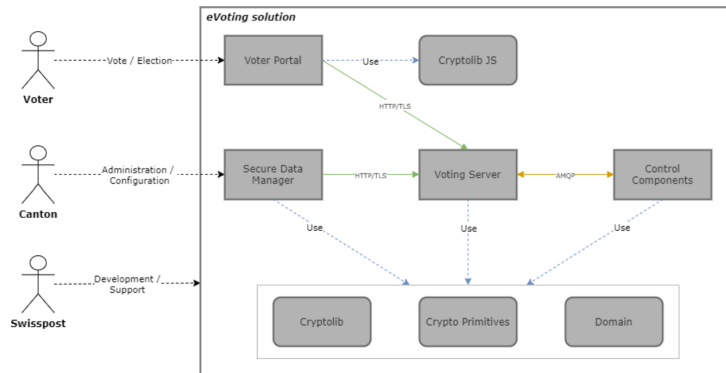 eVoting solution
Vote / Election
Voter Portal
Use
Cryptolib JS
Voter
HTTP/TLS
Administration /
Configuration
Secure Data
Manager
HTTP/TLS
Voting Server
AMQP
Control
Components
Canton
Use
Use
Use
Development /
Support
Swisspost
Cryptolib
Crypto Primitives
Domain